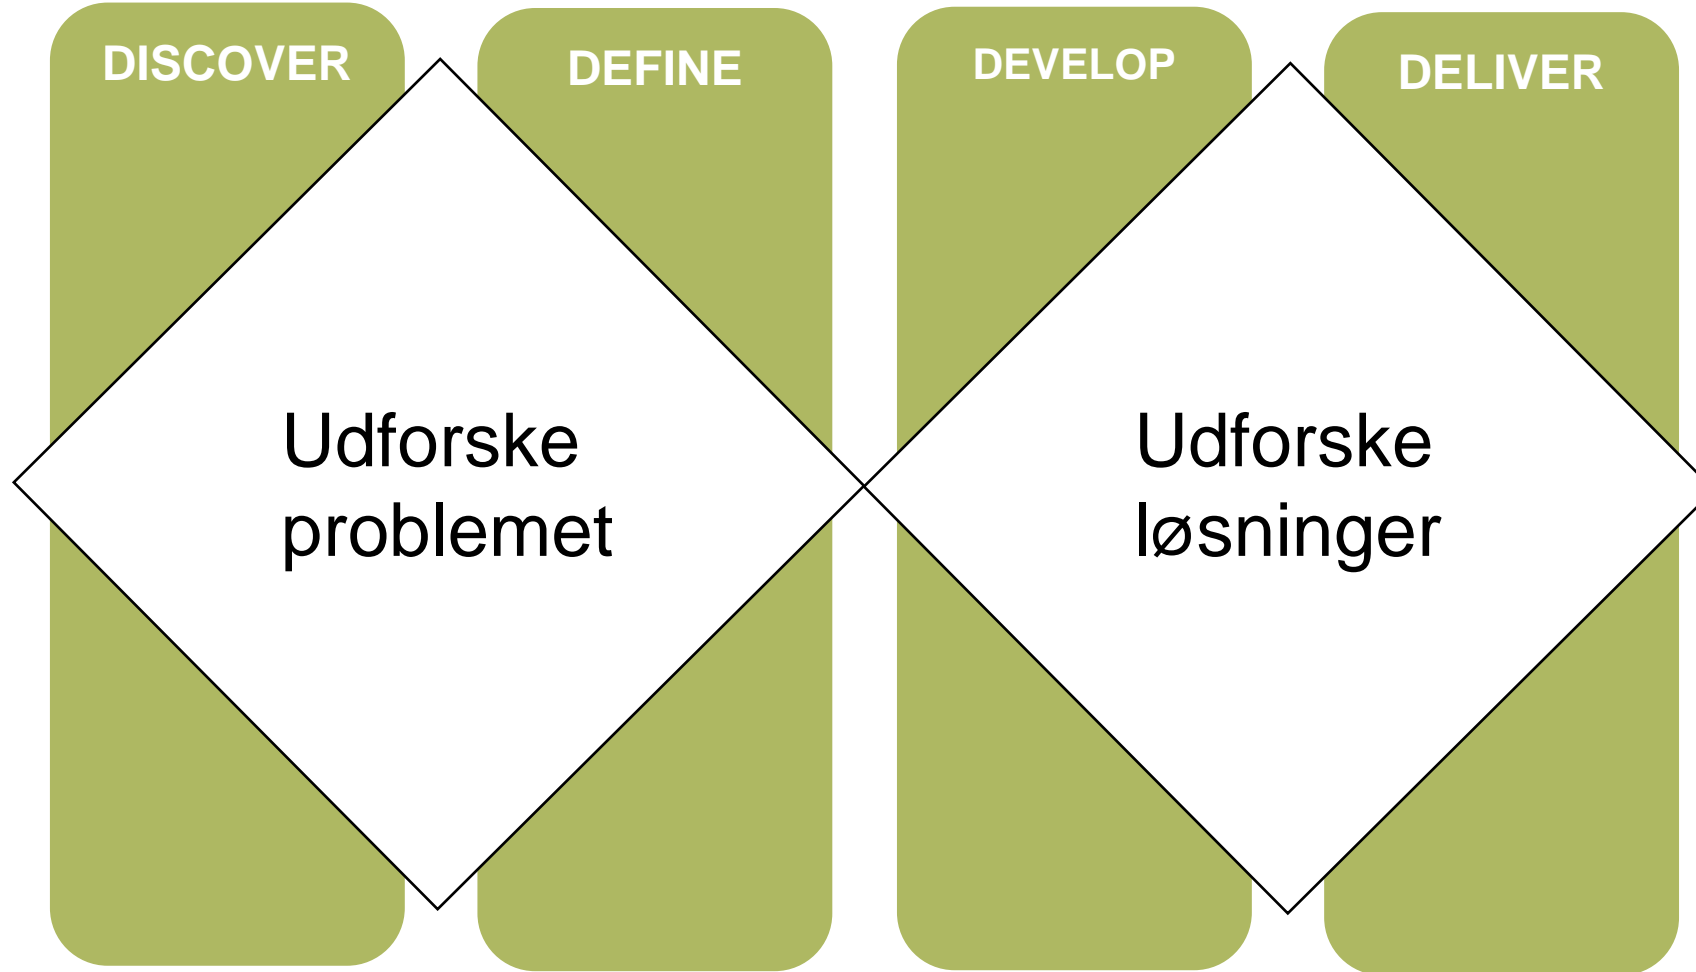 DISCOVER
DEFINE
DEVELOP
DELIVER
Udforske
problemet
Udforske
løsninger